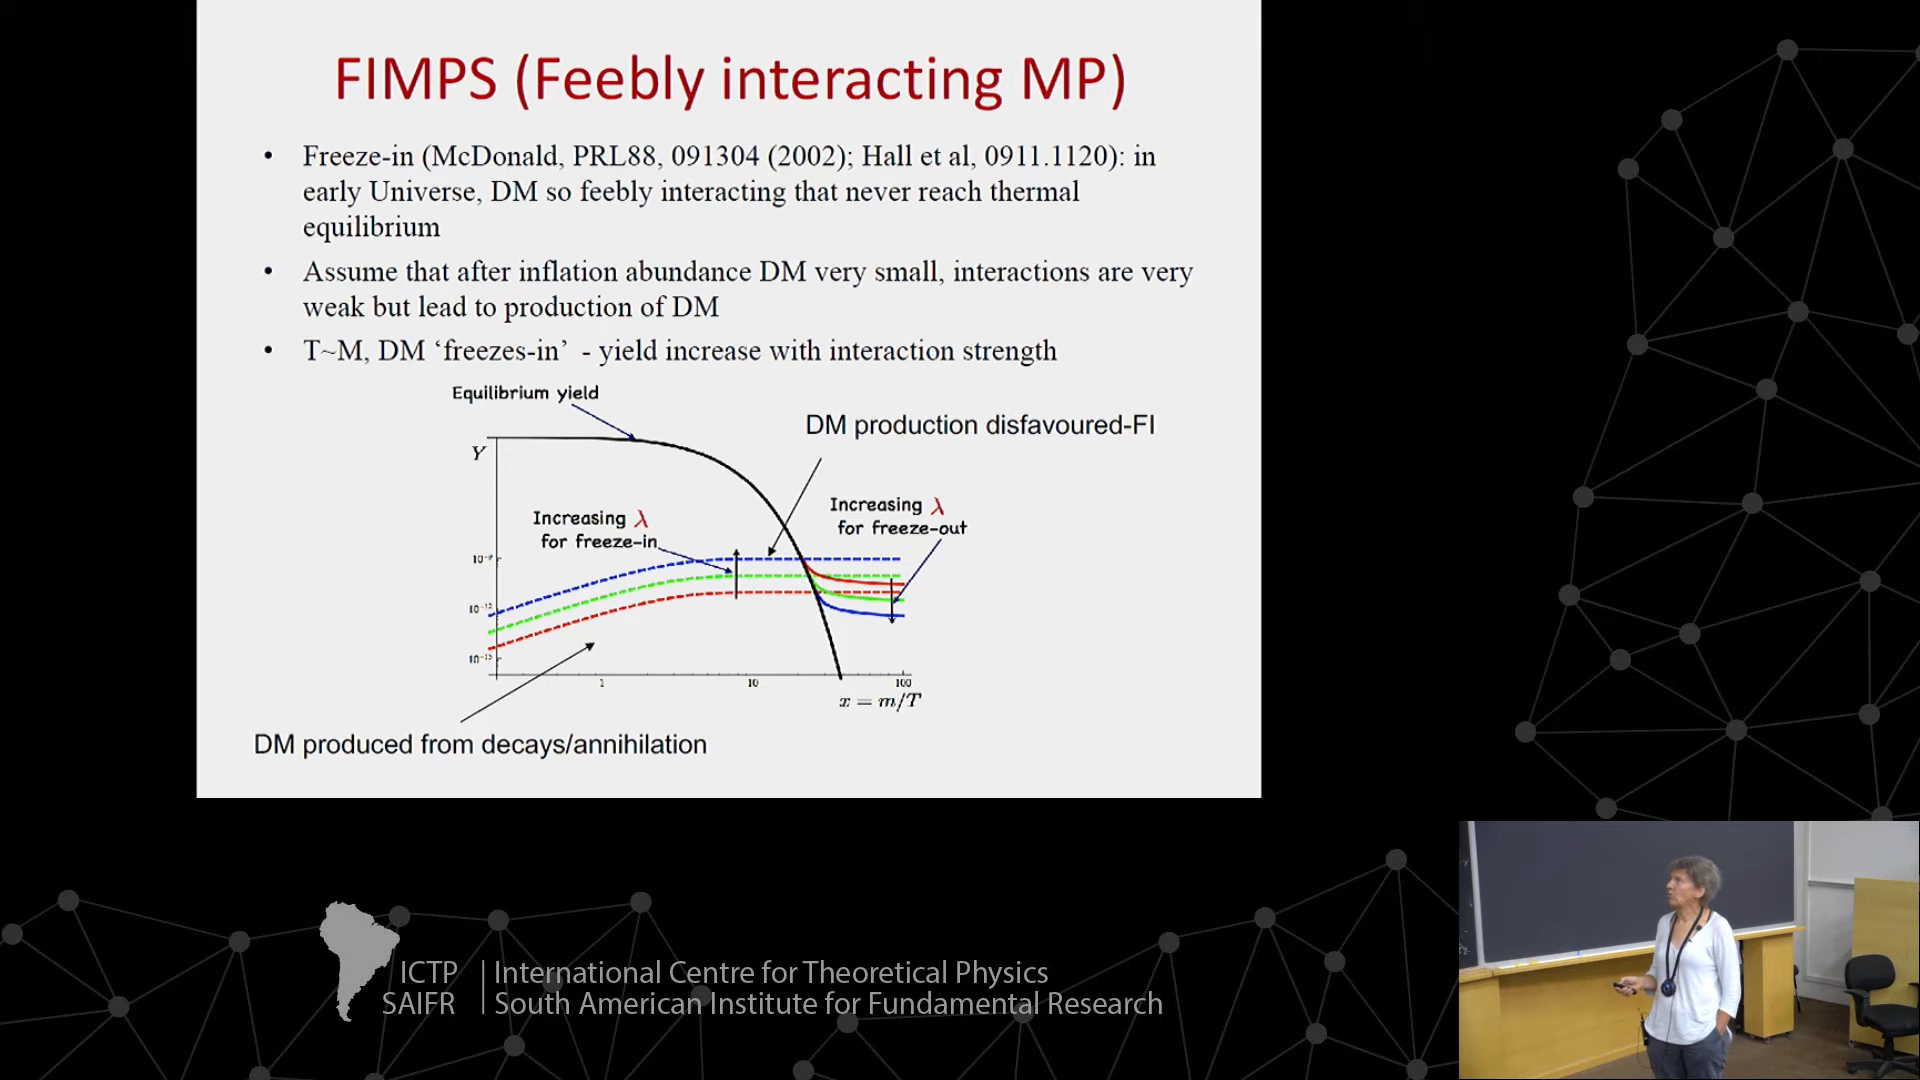 FIMPS (Feebly interacting MP)
• Freeze-in (McDonald, PRL88, 091304 (2002); Hall et al, 0911.1120): in
early Universe, DM so feebly interacting that never reach thermal
equilibrium
• Assume that after inflation abundance DM very small, interactions are very
weak but lead to production of DM
• T~M, DM ‘freezes-in’ - yield increase with interaction strength
Equilibrium yield
DM production disfavoured-FI
Y
Increasing λ
for freeze-in
Increasing λ
for freeze-out
10⁻⁹
10⁻¹²
10⁻¹⁵
1
10
100
x = m/T
DM produced from decays/annihilation
ICTP
SAIFR
International Centre for Theoretical Physics
South American Institute for Fundamental Research